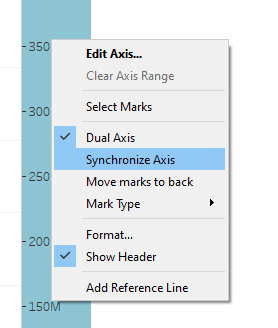 350
Edit Axis...
Clear Axis Range
300
Select Marks
Dual Axis
Synchronize Axis
250
Move marks to back
Mark Type
Format...
200
Show Header
Add Reference Line
150M